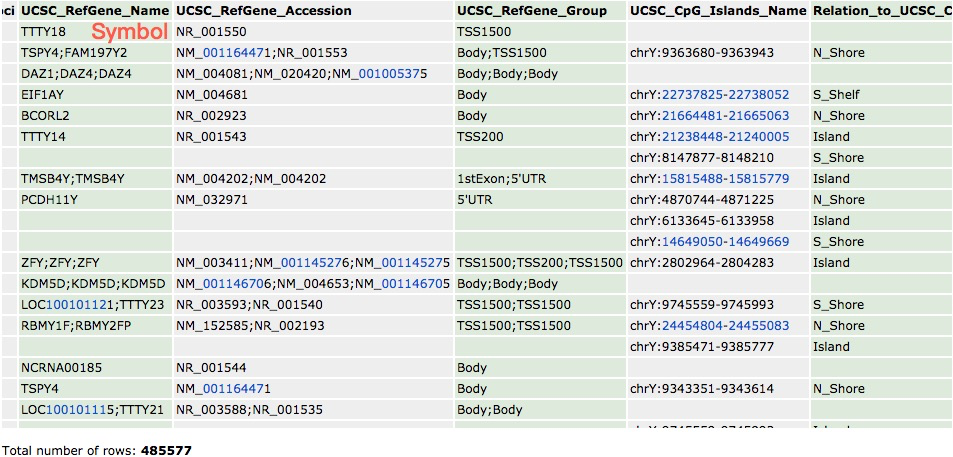 oci UCSC_RefGene_Name UCSC_RefGene_Accession UCSC_RefGene_Group UCSC_CpG_Islands_Name Relation_to_UCSC_C
TTTY18 Symbol NR_001550 TSS1500
TSPY4;FAM197Y2 NM_001164471;NR_001553 Body;TSS1500 chrY:9363680-9363943 N_Shore
DAZ1;DAZ4;DAZ4 NM_004081;NM_020420;NM_001005375 Body;Body;Body
EIF1AY NM_004681 Body chrY:22737825-22738052 S_Shelf
BCORL2 NR_002923 Body chrY:21664481-21665063 N_Shore
TTTY14 NR_001543 TSS200 chrY:21238448-21240005 Island
chrY:8147877-8148210 S_Shore
TMSB4Y;TMSB4Y NM_004202;NM_004202 1stExon;5'UTR chrY:15815488-15815779 Island
PCDH11Y NM_032971 5'UTR chrY:4870744-4871225 N_Shore
chrY:6133645-6133958 Island
chrY:14649050-14649669 S_Shore
ZFY;ZFY;ZFY NM_003411;NM_001145276;NM_001145275 TSS1500;TSS200;TSS1500 chrY:2802964-2804283 Island
KDM5D;KDM5D;KDM5D NM_001146706;NM_004653;NM_001146705 Body;Body;Body
LOC100101121;TTTY23 NR_003593;NR_001540 TSS1500;TSS1500 chrY:9745559-9745993 S_Shore
RBMY1F;RBMY2FP NM_152585;NR_002193 TSS1500;TSS1500 chrY:24454804-24455083 N_Shore
chrY:9385471-9385777 Island
NCRNA00185 NR_001544 Body
TSPY4 NM_001164471 Body chrY:9343351-9343614 N_Shore
LOC100101115;TTTY21 NR_003588;NR_001535 Body;Body
Total number of rows: 485577